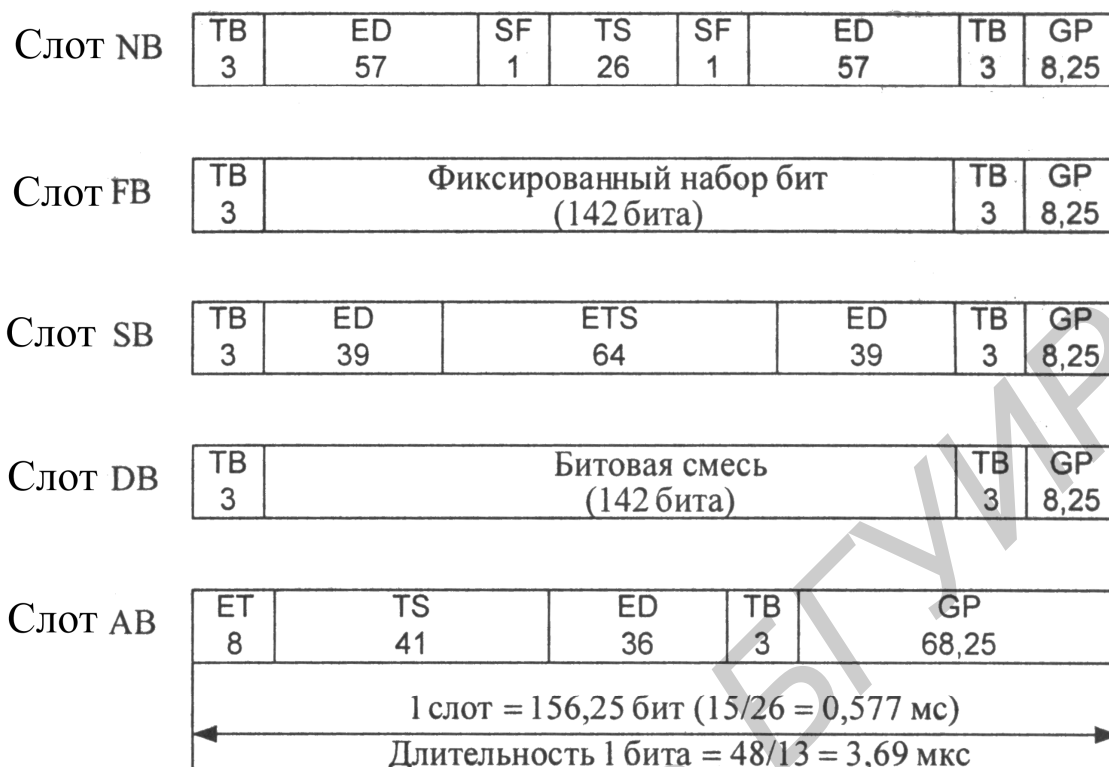 Слот NB
TB ED SF TS SF ED TB GP
3 57 1 26 1 57 3 8,25
Слот FB
TB Фиксированный набор бит TB GP
3 (142 бита) 3 8,25
Слот SB
TB ED ETS ED TB GP
3 39 64 39 3 8,25
Слот DB
TB Битовая смесь TB GP
3 (142 бита) 3 8,25
Слот AB
ET TS ED TB GP
8 41 36 3 68,25
1 слот = 156,25 бит (15/26 = 0,577 мс)
Длительность 1 бита = 48/13 = 3,69 мкс
БГУИР